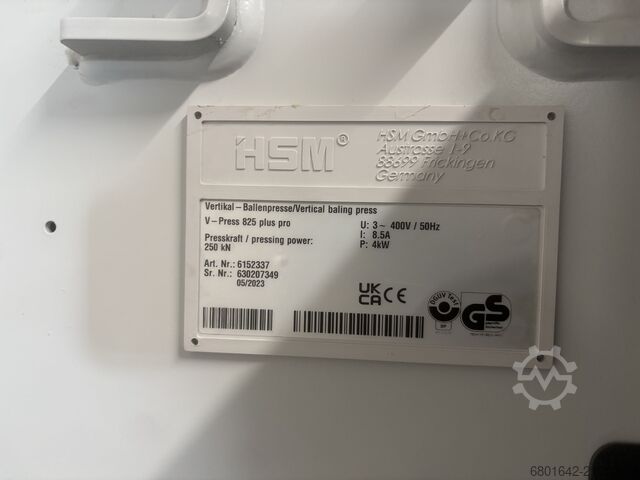 HSM®
HSM GmbH+Co.KG
Austrasse 1-9
88699 Frickingen
Germany
Vertikal–Ballenpresse/Vertical baling press
V–Press 825 plus pro
Presskraft / pressing power:
250 kN
U: 3~ 400V / 50Hz
I: 8.5A
P: 4kW
Art. Nr.: 6152337
Sr. Nr.: 630207349
05/2023
UK
CA CE
DGUV Test
GS